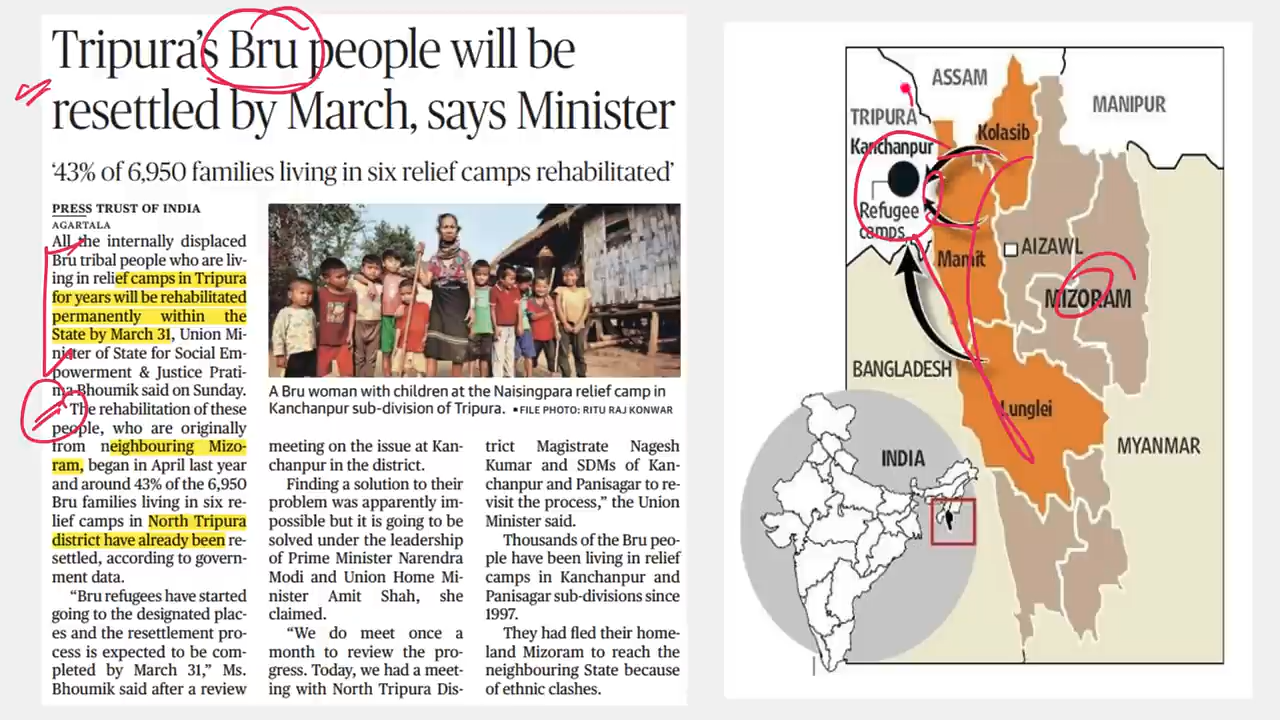 Tripura's Bru people will be
resettled by March, says Minister
‘43% of 6,950 families living in six relief camps rehabilitated’
PRESS TRUST OF INDIA
AGARTALA
All the internally displaced
Bru tribal people who are liv-
ing in relief camps in Tripura
for years will be rehabilitated
permanently within the
State by March 31, Union Mi-
nister of State for Social Em-
powerment & Justice Prati-
ma Bhoumik said on Sunday.
The rehabilitation of these
people, who are originally
from neighbouring Mizo-
ram, began in April last year
and around 43% of the 6,950
Bru families living in six re-
lief camps in North Tripura
district have already been re-
settled, according to govern-
ment data.
“Bru refugees have started
going to the designated plac-
es and the resettlement pro-
cess is expected to be com-
pleted by March 31,” Ms.
Bhoumik said after a review
A Bru woman with children at the Naisingpara relief camp in
Kanchanpur sub-division of Tripura. ▪FILE PHOTO: RITU RAJ KONWAR
meeting on the issue at Kan-
chanpur in the district.
Finding a solution to their
problem was apparently im-
possible but it is going to be
solved under the leadership
of Prime Minister Narendra
Modi and Union Home Mi-
nister Amit Shah, she
claimed.
“We do meet once a
month to review the pro-
gress. Today, we had a meet-
ing with North Tripura Dis-
trict Magistrate Nagesh
Kumar and SDMs of Kan-
chanpur and Panisagar to re-
visit the process,” the Union
Minister said.
Thousands of the Bru peo-
ple have been living in relief
camps in Kanchanpur and
Panisagar sub-divisions since
1997.
They had fled their home-
land Mizoram to reach the
neighbouring State because
of ethnic clashes.
ASSAM
TRIPURA
MANIPUR
Kolasib
Kanchanpur
Refugee
camps
AIZAWL
Mamit
MIZORAM
BANGLADESH
Lunglei
MYANMAR
INDIA